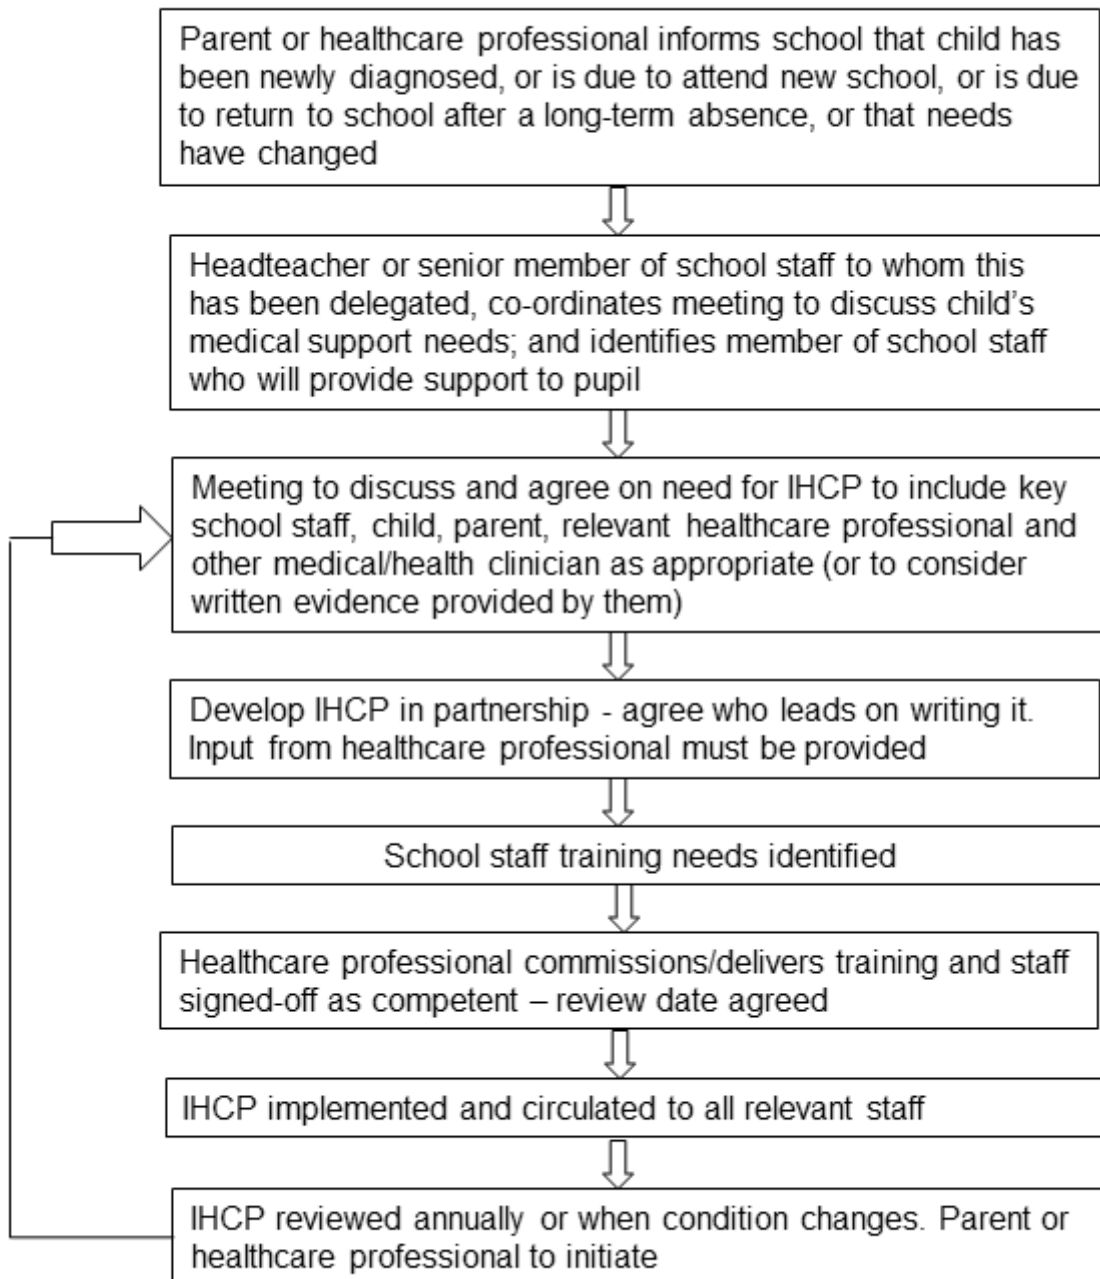 Parent or healthcare professional informs school that child has
been newly diagnosed, or is due to attend new school, or is due
to return to school after a long-term absence, or that needs
have changed
Headteacher or senior member of school staff to whom this
has been delegated, co-ordinates meeting to discuss child's
medical support needs; and identifies member of school staff
who will provide support to pupil
Meeting to discuss and agree on need for IHCP to include key
school staff, child, parent, relevant healthcare professional and
other medical/health clinician as appropriate (or to consider
written evidence provided by them)
Develop IHCP in partnership - agree who leads on writing it.
Input from healthcare professional must be provided
School staff training needs identified
Healthcare professional commissions/delivers training and staff
signed-off as competent – review date agreed
IHCP implemented and circulated to all relevant staff
IHCP reviewed annually or when condition changes. Parent or
healthcare professional to initiate